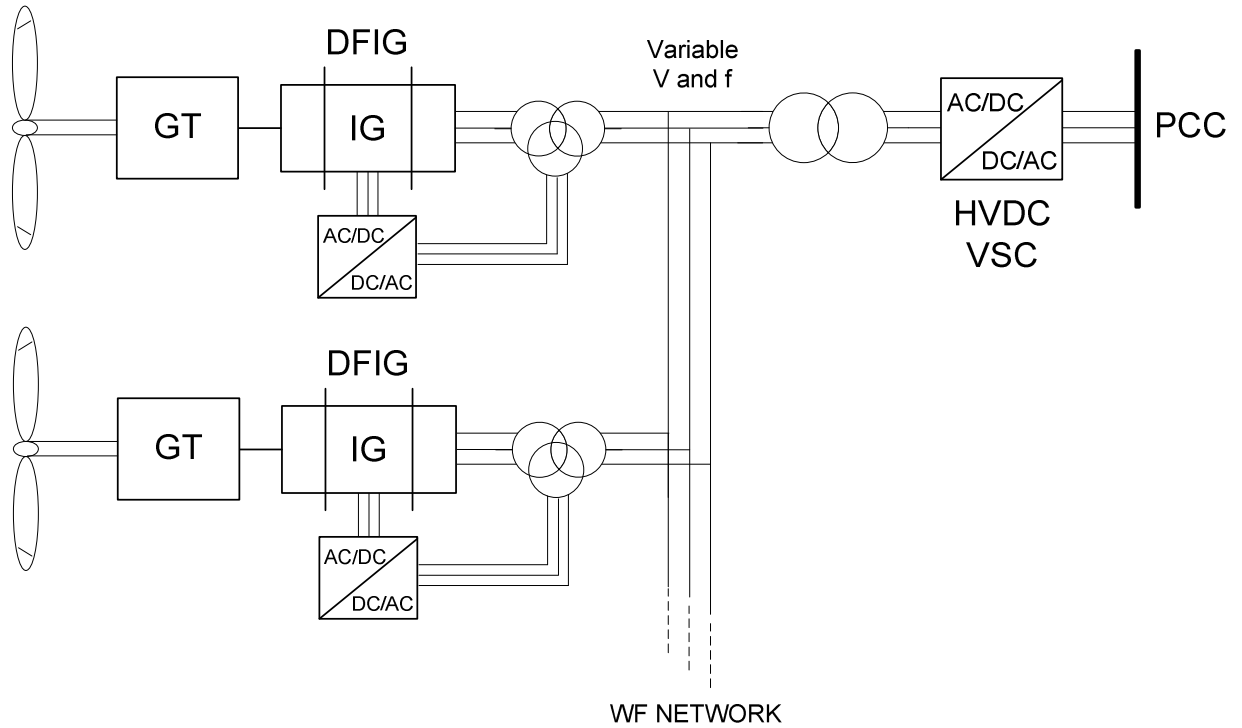 DFIG
Variable
V and f
GT
IG
AC/DC
DC/AC
AC/DC
DC/AC
PCC
HVDC
VSC
DFIG
GT
IG
AC/DC
DC/AC
WF NETWORK